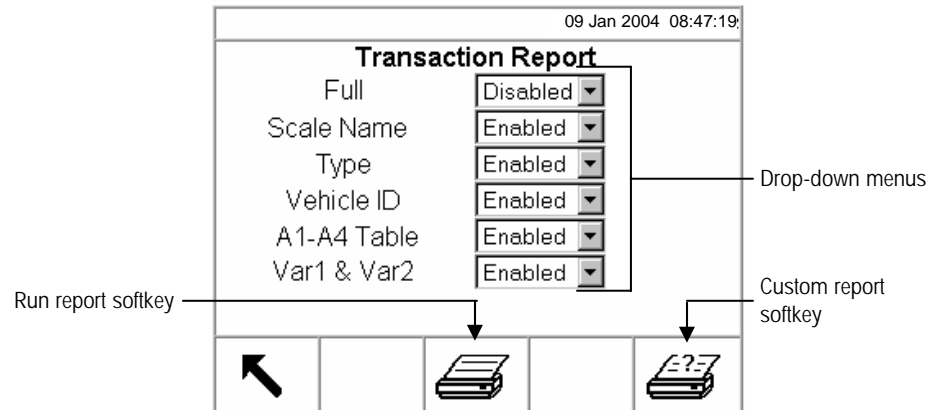 09 Jan 2004 08:47:19
Transaction Report
Full Disabled
Scale Name Enabled
Type Enabled
Vehicle ID Enabled
A1-A4 Table Enabled
Var1 & Var2 Enabled
Drop-down menus
Run report softkey
Custom report
softkey
?